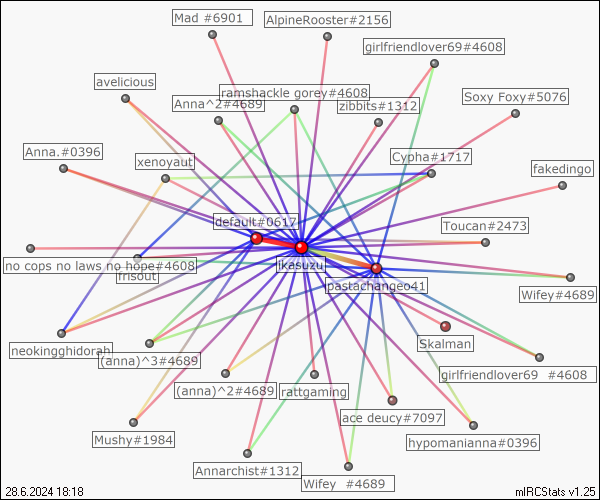 Mad #6901
AlpineRooster#2156
girlfriendlover69#4608
avelicious
ramshackle gorey#4608
Anna^2#4689
zibbits#1312
Soxy Foxy#5076
Anna.#0396
xenoyaut
Cypha#1717
fakedingo
default#0617
Toucan#2473
no cops no laws no hope#4608
frisout
ikasuzu
pastachange041
Wifey#4689
Skalman
neokingghidorah
(anna)^3#4689
girlfriendlover69 #4608
(anna)^2#4689
rattgaming
ace deucy#7097
Mushy#1984
hypomanianna#0396
Annarchist#1312
Wifey #4689
28.6.2024 18:18
mIRCStats v1.25